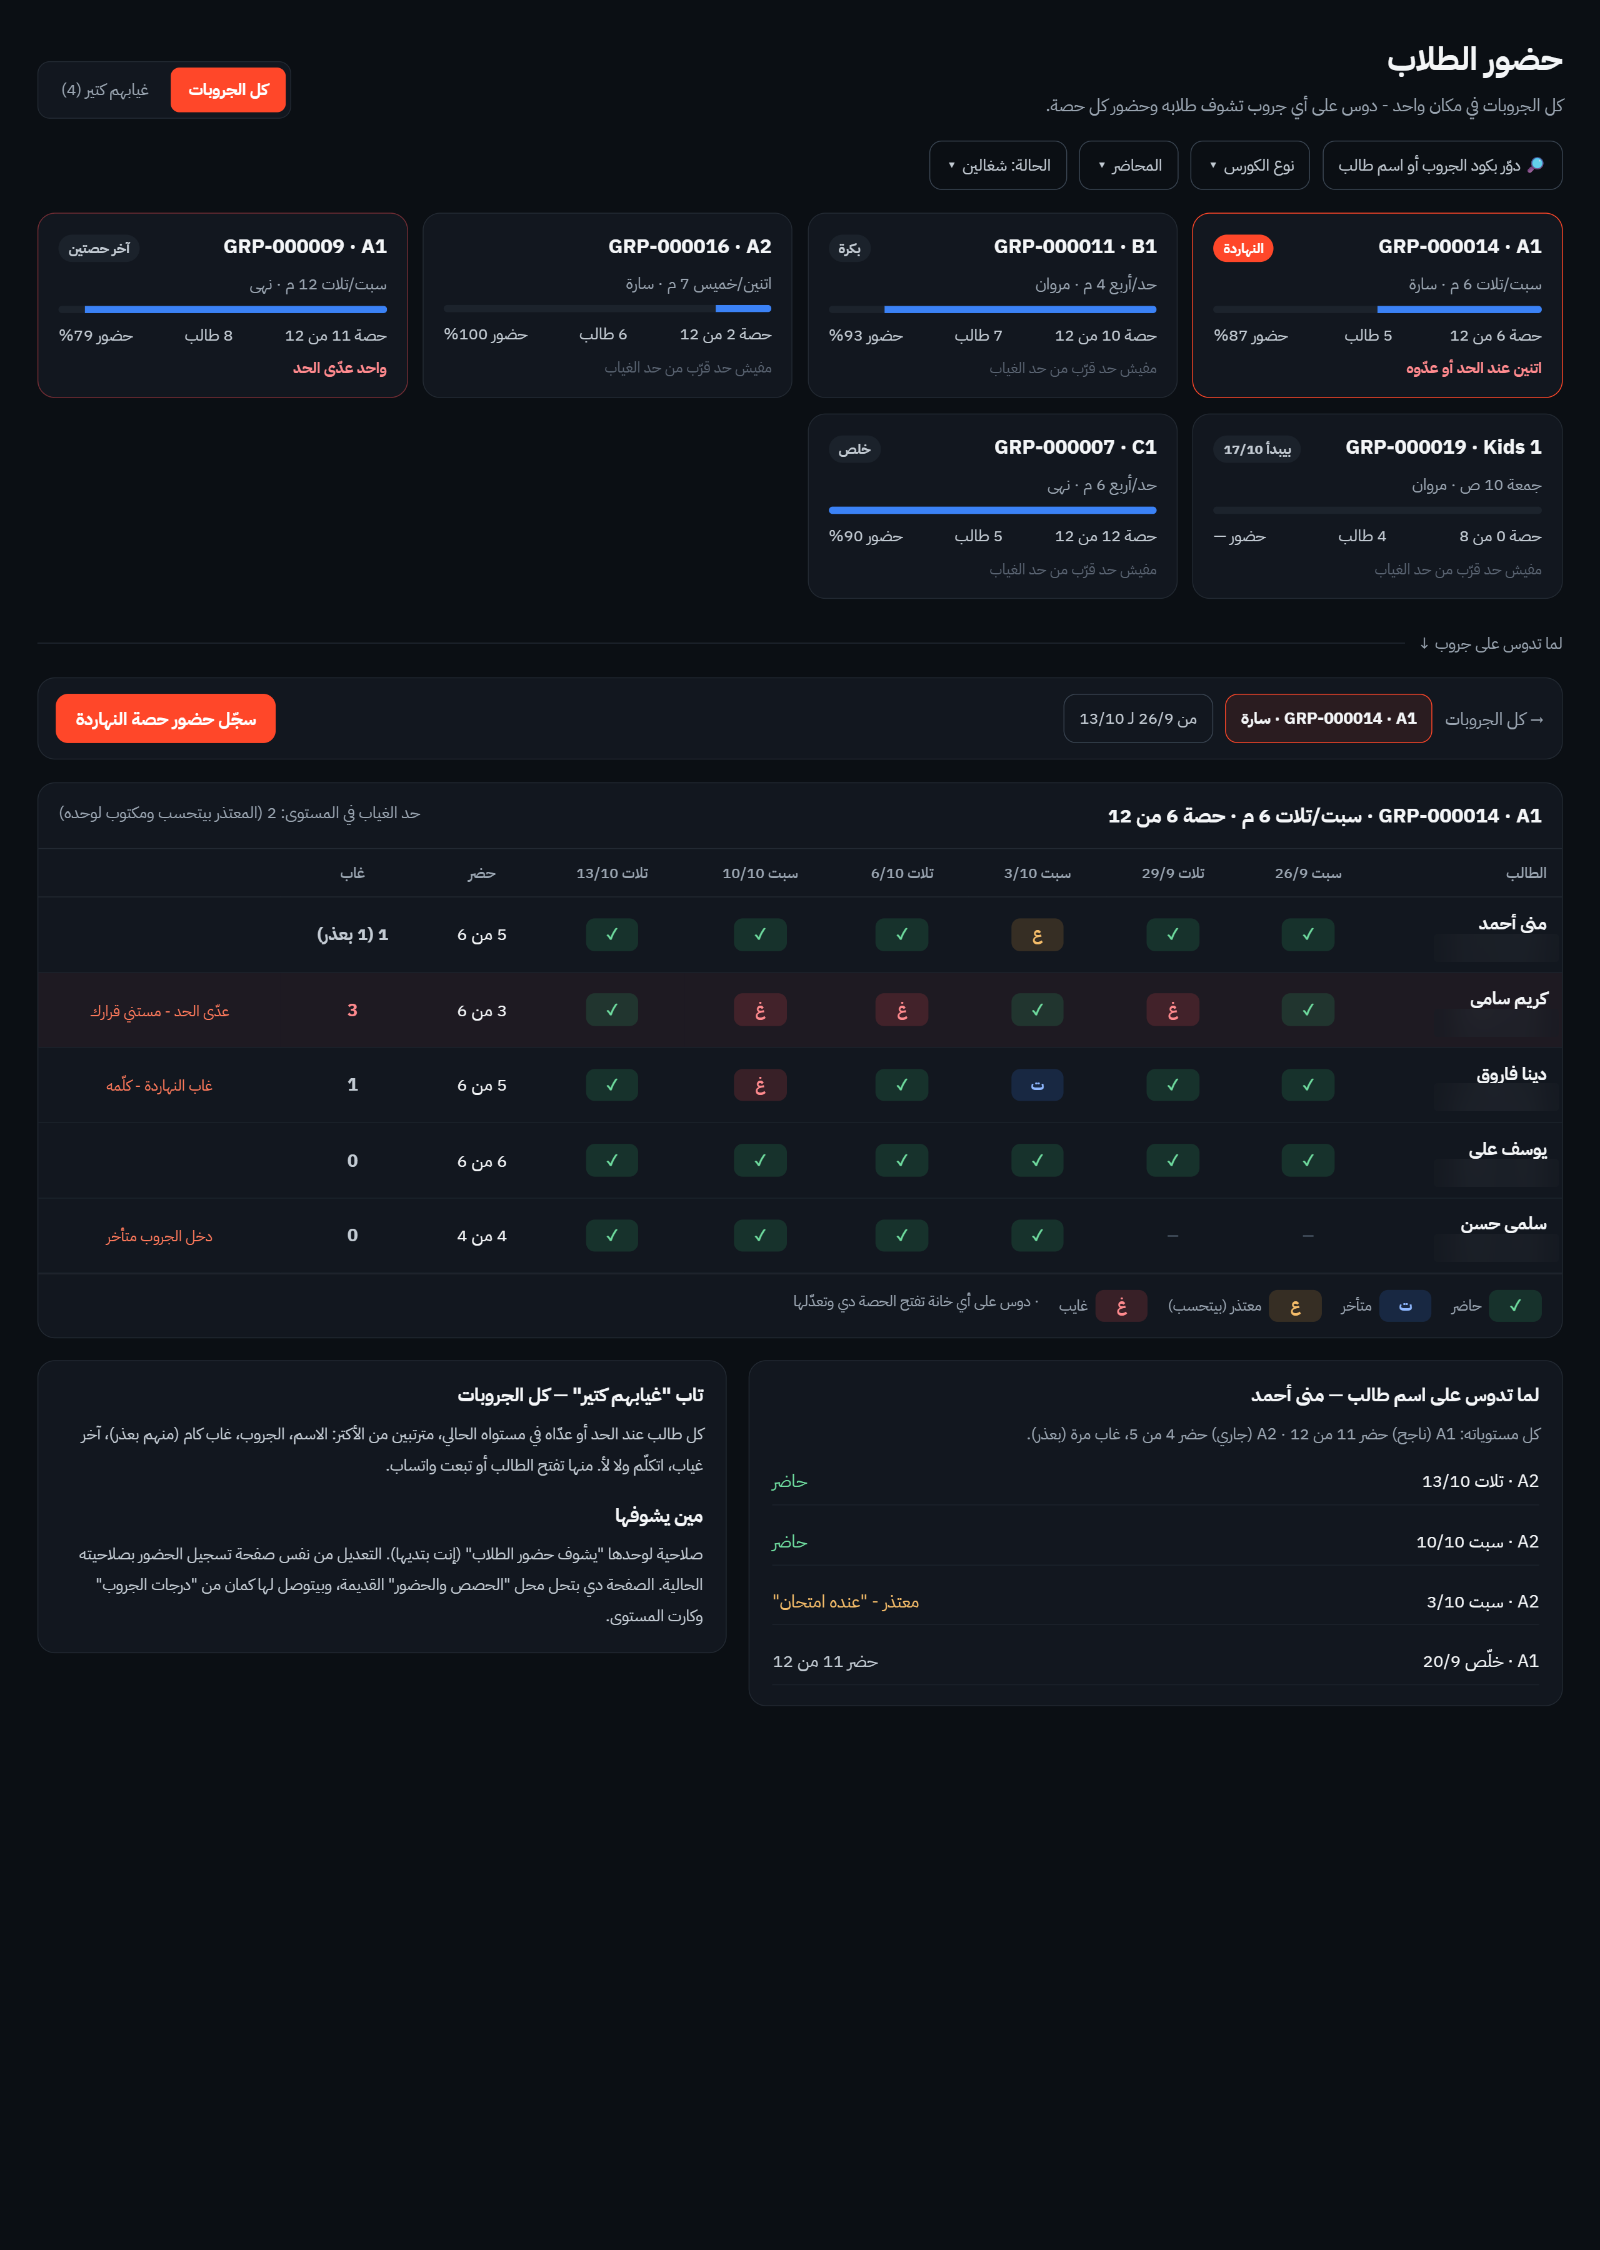 حضور الطلاب
كل الجروبات في مكان واحد - دوس على أي جروب تشوف طلابه وحضور كل حصة.
كل الجروبات
غيابهم كتير (4)
دوّر بكود الجروب أو اسم طالب
نوع الكورس ▾
المحاضر ▾
الحالة: شغالين ▾
GRP-000014 · A1
النهاردة
سبت/تلات 6 م · سارة
حصة 6 من 12
5 طالب
حضور 87%
اتنين عند الحد أو عدّوه
GRP-000011 · B1
بكرة
حد/أربع 4 م · مروان
حصة 10 من 12
7 طالب
حضور 93%
مفيش حد قرّب من حد الغياب
GRP-000016 · A2
اتنين/خميس 7 م · سارة
حصة 2 من 12
6 طالب
حضور 100%
مفيش حد قرّب من حد الغياب
GRP-000009 · A1
آخر حصتين
سبت/تلات 12 م · نهى
حصة 11 من 12
8 طالب
حضور 79%
واحد عدّى الحد
GRP-000019 · Kids 1
بيبدأ 17/10
جمعة 10 ص · مروان
حصة 0 من 8
4 طالب
حضور —
مفيش حد قرّب من حد الغياب
GRP-000007 · C1
خلص
حد/أربع 6 م · نهى
حصة 12 من 12
5 طالب
حضور 90%
مفيش حد قرّب من حد الغياب
لما تدوس على جروب ↓
→ كل الجروبات
GRP-000014 · A1 · سارة
من 26/9 لـ 13/10
سجّل حضور حصة النهاردة
GRP-000014 · A1 · سبت/تلات 6 م · حصة 6 من 12
حد الغياب في المستوى: 2 (المعتذر بيتحسب ومكتوب لوحده)
الطالب سبت 26/9 تلات 29/9 سبت 3/10 تلات 6/10 سبت 10/10 تلات 13/10 حضر غاب
منى أحمد ✓ ✓ ع ✓ ✓ ✓ 5 من 6 1 (1 بعذر)
كريم سامي ✓ غ ✓ غ غ ✓ 3 من 6 3 عدّى الحد - مستني قرارك
دينا فاروق ✓ ✓ ت ✓ غ ✓ 5 من 6 1 غاب النهاردة - كلّمه
يوسف على ✓ ✓ ✓ ✓ ✓ ✓ 6 من 6 0
سلمى حسن — — ✓ ✓ ✓ ✓ 4 من 4 0 دخل الجروب متأخر
✓ حاضر ت متأخر ع معتذر (بيتحسب) غ غايب · دوس على أي خانة تفتح الحصة دي وتعدّلها
لما تدوس على اسم طالب — منى أحمد
كل مستوياته: A1 (ناجح) حضر 11 من 12 · A2 (جاري) حضر 4 من 5، غاب مرة (بعذر).
A2 · تلات 13/10
حاضر
A2 · سبت 10/10
حاضر
A2 · سبت 3/10
معتذر - "عنده امتحان"
A1 · خلّص 20/9
حضر 11 من 12
تاب "غيابهم كتير" — كل الجروبات
كل طالب عند الحد أو عدّاه في مستواه الحالي، مترتبين من الأكتر: الاسم، الجروب، غاب كام (منهم بعذر)، آخر
غياب، اتكلّم ولا لأ. منها تفتح الطالب أو تبعت واتساب.
مين يشوفها
صلاحية لوحدها "يشوف حضور الطلاب" (إنت بتديها). التعديل من نفس صفحة تسجيل الحضور بصلاحيته
الحالية. الصفحة دي بتحل محل "الحصص والحضور" القديمة، وبيتوصل لها كمان من "درجات الجروب"
وكارت المستوى.